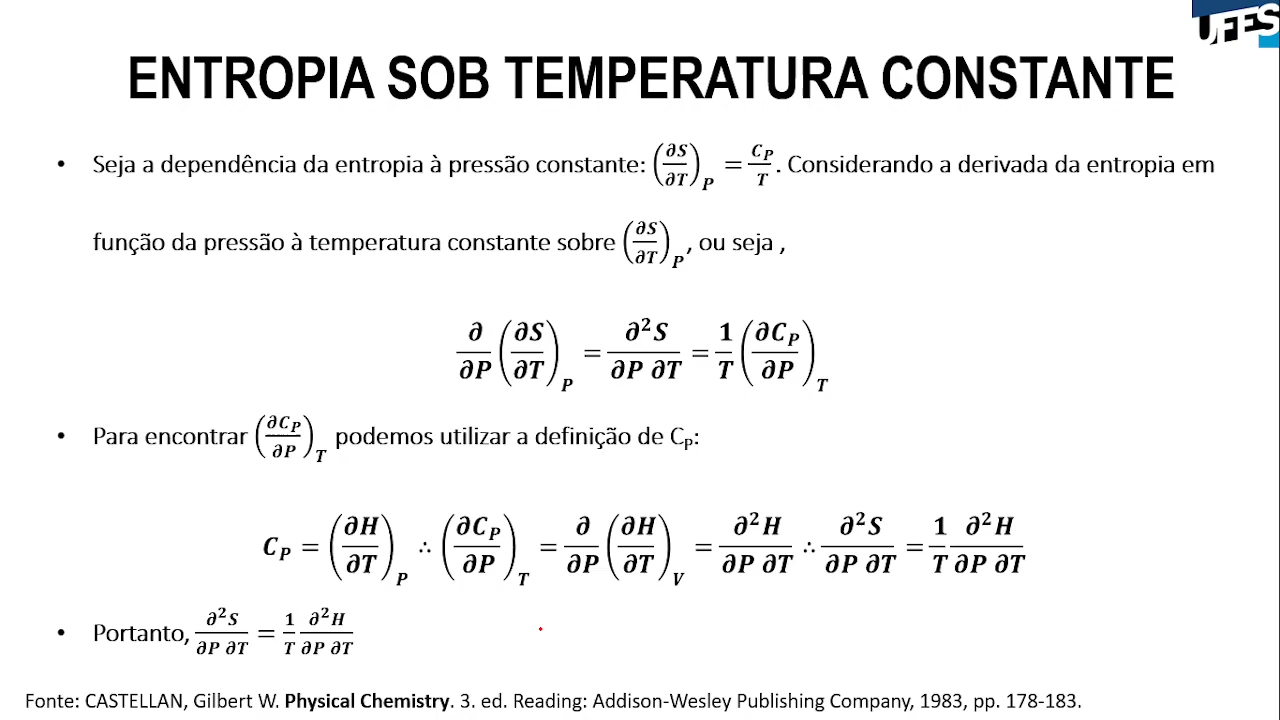 UFES
ENTROPIA SOB TEMPERATURA CONSTANTE
• Seja a dependência da entropia à pressão constante: (∂S/∂T)_P = C_P/T. Considerando a derivada da entropia em
função da pressão à temperatura constante sobre (∂S/∂T)_P, ou seja ,
∂/∂P (∂S/∂T)_P = ∂²S/∂P ∂T = 1/T (∂C_P/∂P)_T
• Para encontrar (∂C_P/∂P)_T podemos utilizar a definição de C_P:
C_P = (∂H/∂T)_P ∴ (∂C_P/∂P)_T = ∂/∂P (∂H/∂T)_V = ∂²H/∂P ∂T ∴ ∂²S/∂P ∂T = 1/T ∂²H/∂P ∂T
• Portanto, ∂²S/∂P ∂T = 1/T ∂²H/∂P ∂T
Fonte: CASTELLAN, Gilbert W. Physical Chemistry. 3. ed. Reading: Addison-Wesley Publishing Company, 1983, pp. 178-183.